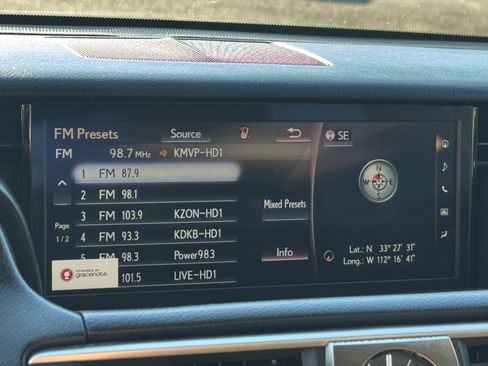 FM Presets Source SE
FM 98.7 MHz KMVP-HD1
1 FM 87.9
2 FM 98.1
3 FM 103.9 KZON-HD1
Page
1/2
4 FM 93.3 KDKB-HD1
5 FM 98.3 Power983
101.5 LIVE-HD1
POWERED BY
gracenote.
Mixed Presets
Info
N
W E
S
Lat.: N 33° 27' 31"
Long.: W 112° 16' 41"